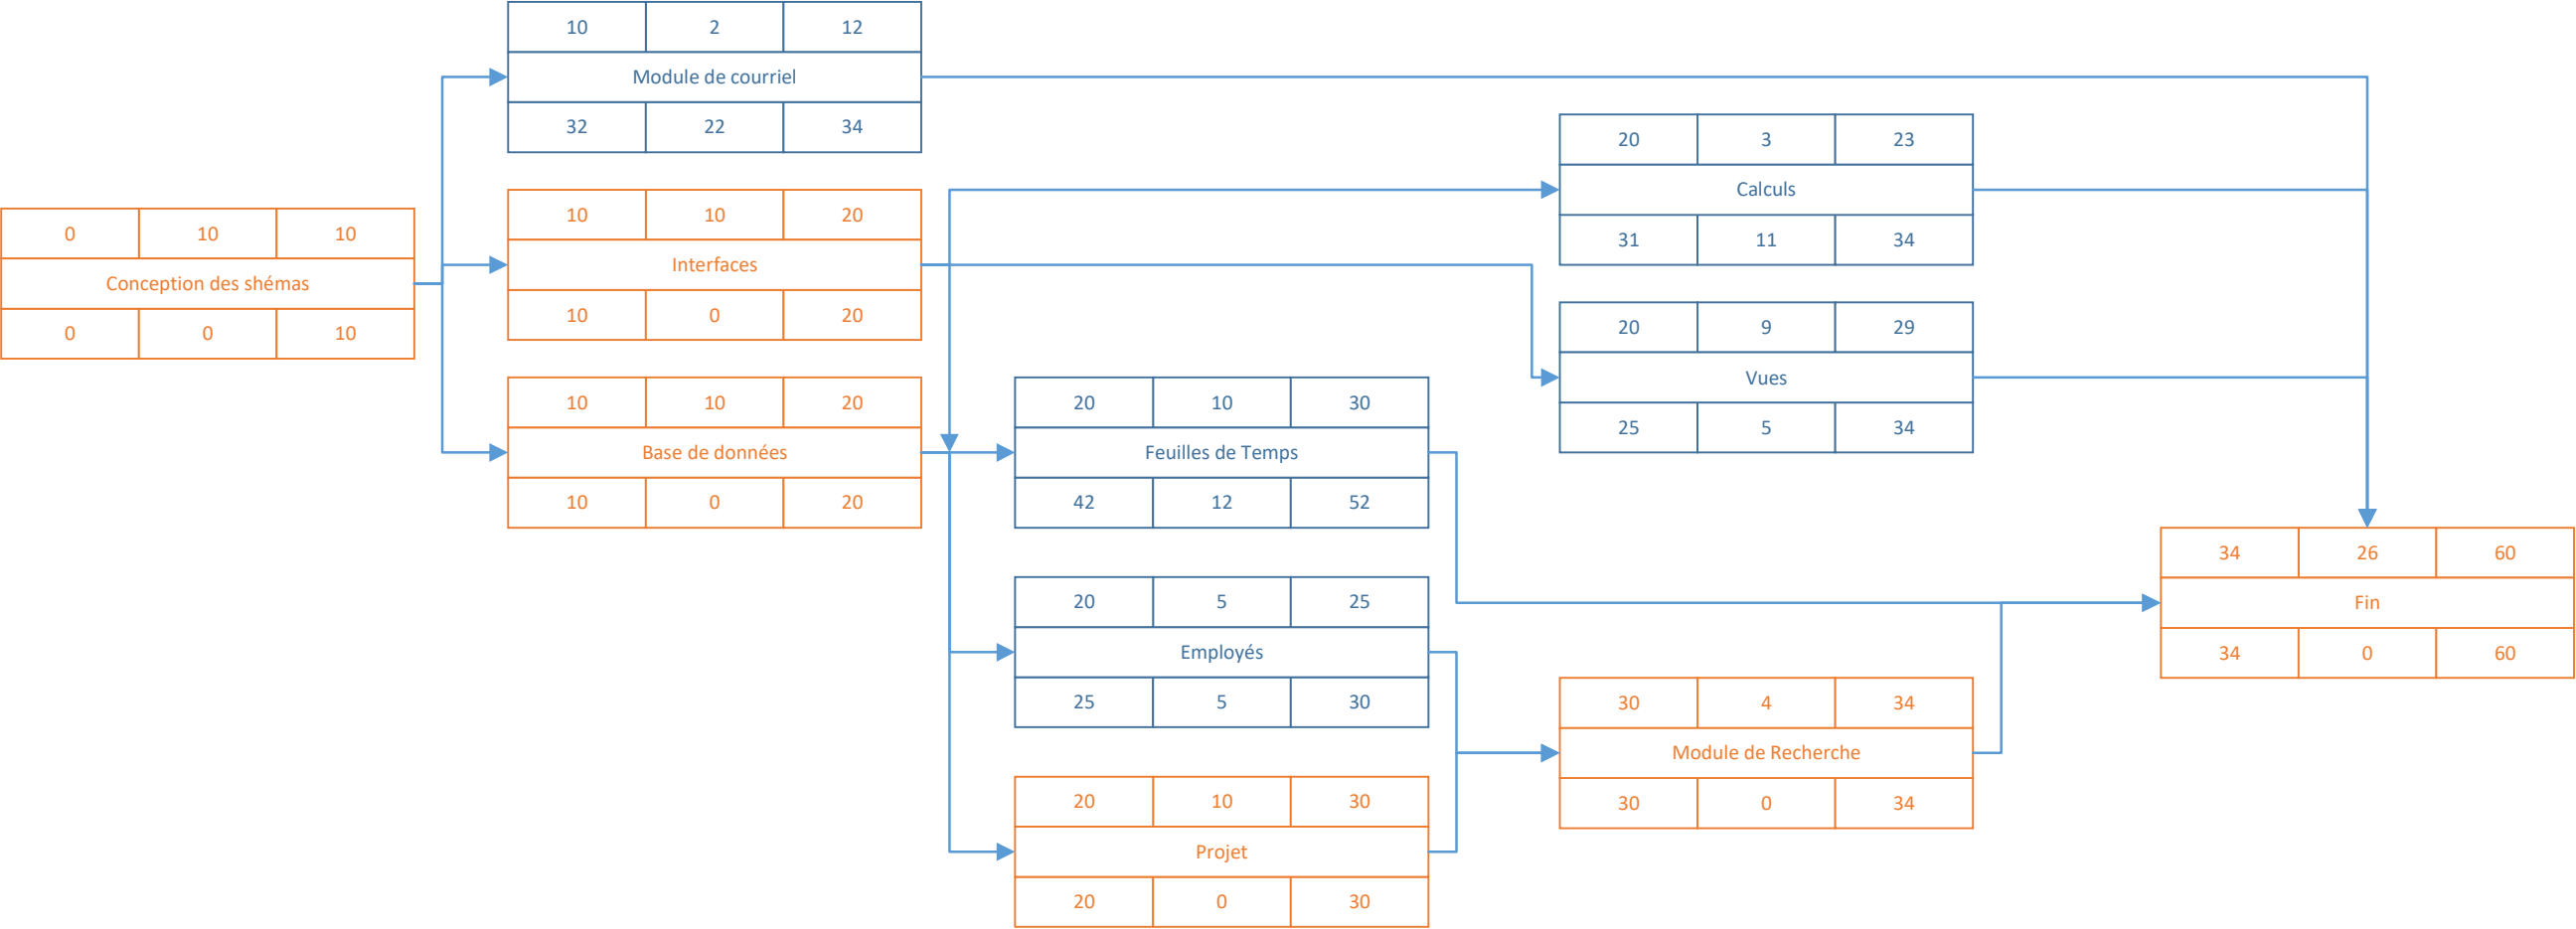 10 2 12
Module de courriel
32 22 34
20 3 23
Calculs
31 11 34
0 10 10
Conception des shémas
0 0 10
10 10 20
Interfaces
10 0 20
20 9 29
Vues
25 5 34
10 10 20
Base de données
10 0 20
20 10 30
Feuilles de Temps
42 12 52
34 26 60
Fin
34 0 60
20 5 25
Employés
25 5 30
30 4 34
Module de Recherche
30 0 34
20 10 30
Projet
20 0 30